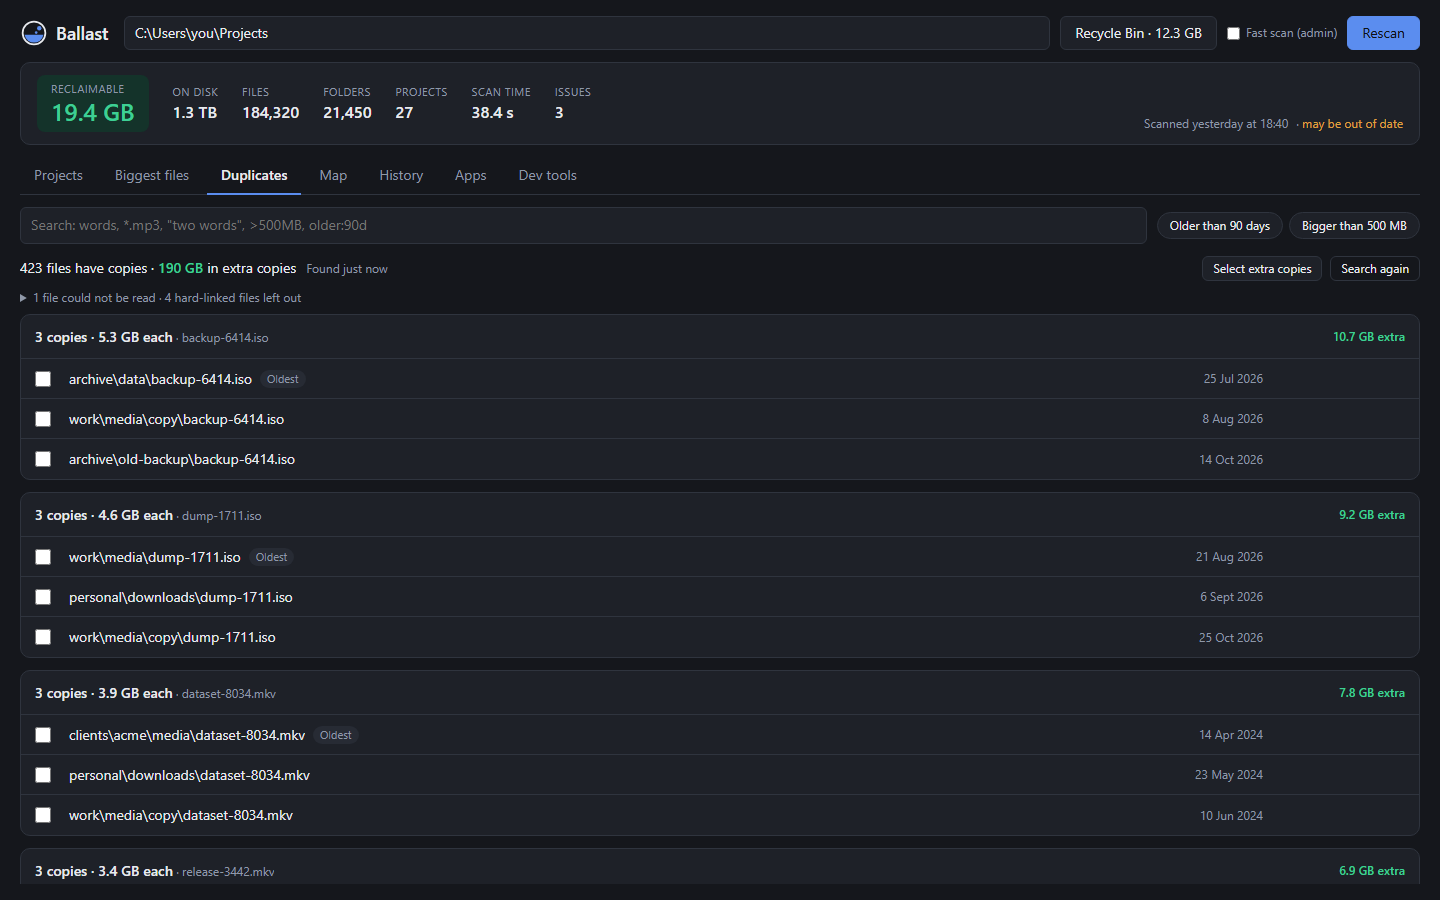 Ballast
C:\Users\you\Projects
Recycle Bin · 12.3 GB
Fast scan (admin)
Rescan
RECLAIMABLE
19.4 GB
ON DISK
1.3 TB
FILES
184,320
FOLDERS
21,450
PROJECTS
27
SCAN TIME
38.4 s
ISSUES
3
Scanned yesterday at 18:40 · may be out of date
Projects
Biggest files
Duplicates
Map
History
Apps
Dev tools
Search: words, *.mp3, "two words", >500MB, older:90d
Older than 90 days
Bigger than 500 MB
423 files have copies · 190 GB in extra copies Found just now
Select extra copies
Search again
1 file could not be read · 4 hard-linked files left out
3 copies · 5.3 GB each · backup-6414.iso
10.7 GB extra
archive\data\backup-6414.iso Oldest
25 Jul 2026
work\media\copy\backup-6414.iso
8 Aug 2026
archive\old-backup\backup-6414.iso
14 Oct 2026
3 copies · 4.6 GB each · dump-1711.iso
9.2 GB extra
work\media\dump-1711.iso Oldest
21 Aug 2026
personal\downloads\dump-1711.iso
6 Sept 2026
work\media\copy\dump-1711.iso
25 Oct 2026
3 copies · 3.9 GB each · dataset-8034.mkv
7.8 GB extra
clients\acme\media\dataset-8034.mkv Oldest
14 Apr 2024
personal\downloads\dataset-8034.mkv
23 May 2024
work\media\copy\dataset-8034.mkv
10 Jun 2024
3 copies · 3.4 GB each · release-3442.mkv
6.9 GB extra